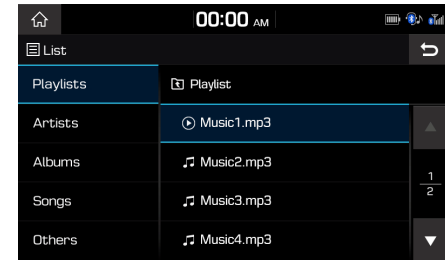 00:00 AM
List
Playlists
Playlist
Artists
Music1.mp3
Albums
Music2.mp3
1
2
Songs
Music3.mp3
Others
Music4.mp3